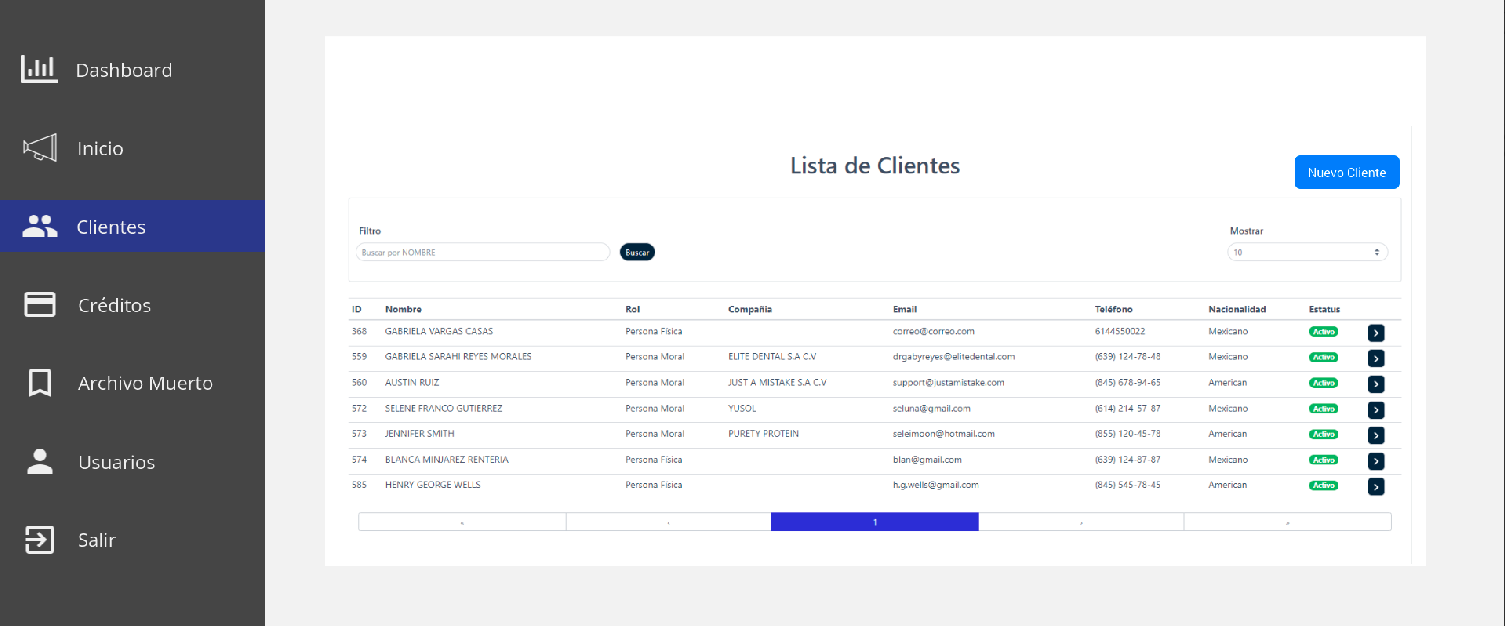 Dashboard
Inicio
Clientes
Créditos
Archivo Muerto
Usuarios
Salir
Lista de Clientes
Nuevo Cliente
Filtro
Mostrar
Buscar por NOMBRE
Buscar
10
ID Nombre Rol Compañia Email Teléfono Nacionalidad Estatus
368 GABRIELA VARGAS CASAS Persona Física correo@correo.com 6144550022 Mexicano Activo
559 GABRIELA SARAHI REYES MORALES Persona Moral ELITE DENTAL S.A C.V drgabyreyes@elitedental.com (639) 124-78-48 Mexicano Activo
560 AUSTIN RUIZ Persona Moral JUST A MISTAKE S.A C.V support@justamistake.com (845) 678-94-65 American Activo
572 SELENE FRANCO GUTIERREZ Persona Moral YUSOL seluna@gmail.com (614) 214-57-87 Mexicano Activo
573 JENNIFER SMITH Persona Moral PURETY PROTEIN seleimoon@hotmail.com (855) 120-45-78 American Activo
574 BLANCA MINJAREZ RENTERIA Persona Física blan@gmail.com (639) 124-87-87 Mexicano Activo
585 HENRY GEORGE WELLS Persona Física h.g.wells@gmail.com (845) 545-78-45 American Activo
« ‹ 1 › »